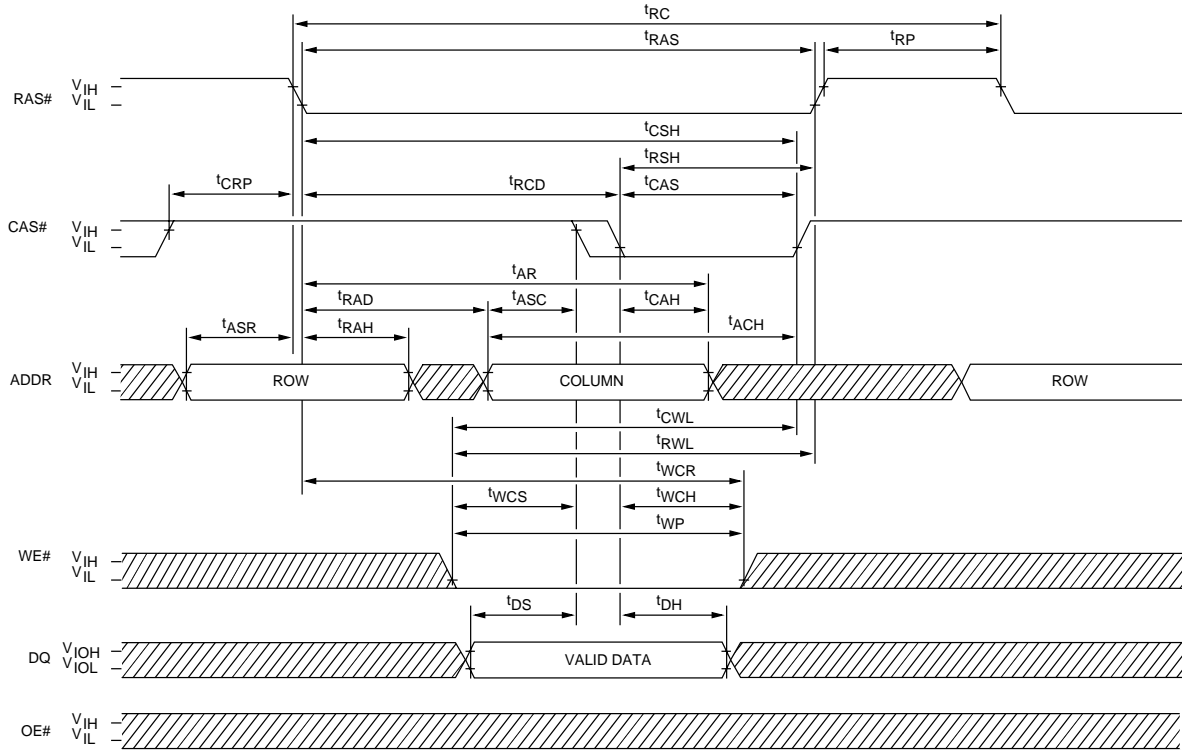 tRC
tRAS
tRP
RAS# VIH
VIL
tCSH
tRSH
tCRP
tRCD
tCAS
CAS# VIH
VIL
tAR
tRAD
tASC
tCAH
tACH
tASR
tRAH
ADDR VIH
VIL
ROW
COLUMN
ROW
tCWL
tRWL
tWCR
tWCS
tWCH
tWP
WE# VIH
VIL
tDS
tDH
DQ VIOH
VIOL
VALID DATA
OE# VIH
VIL